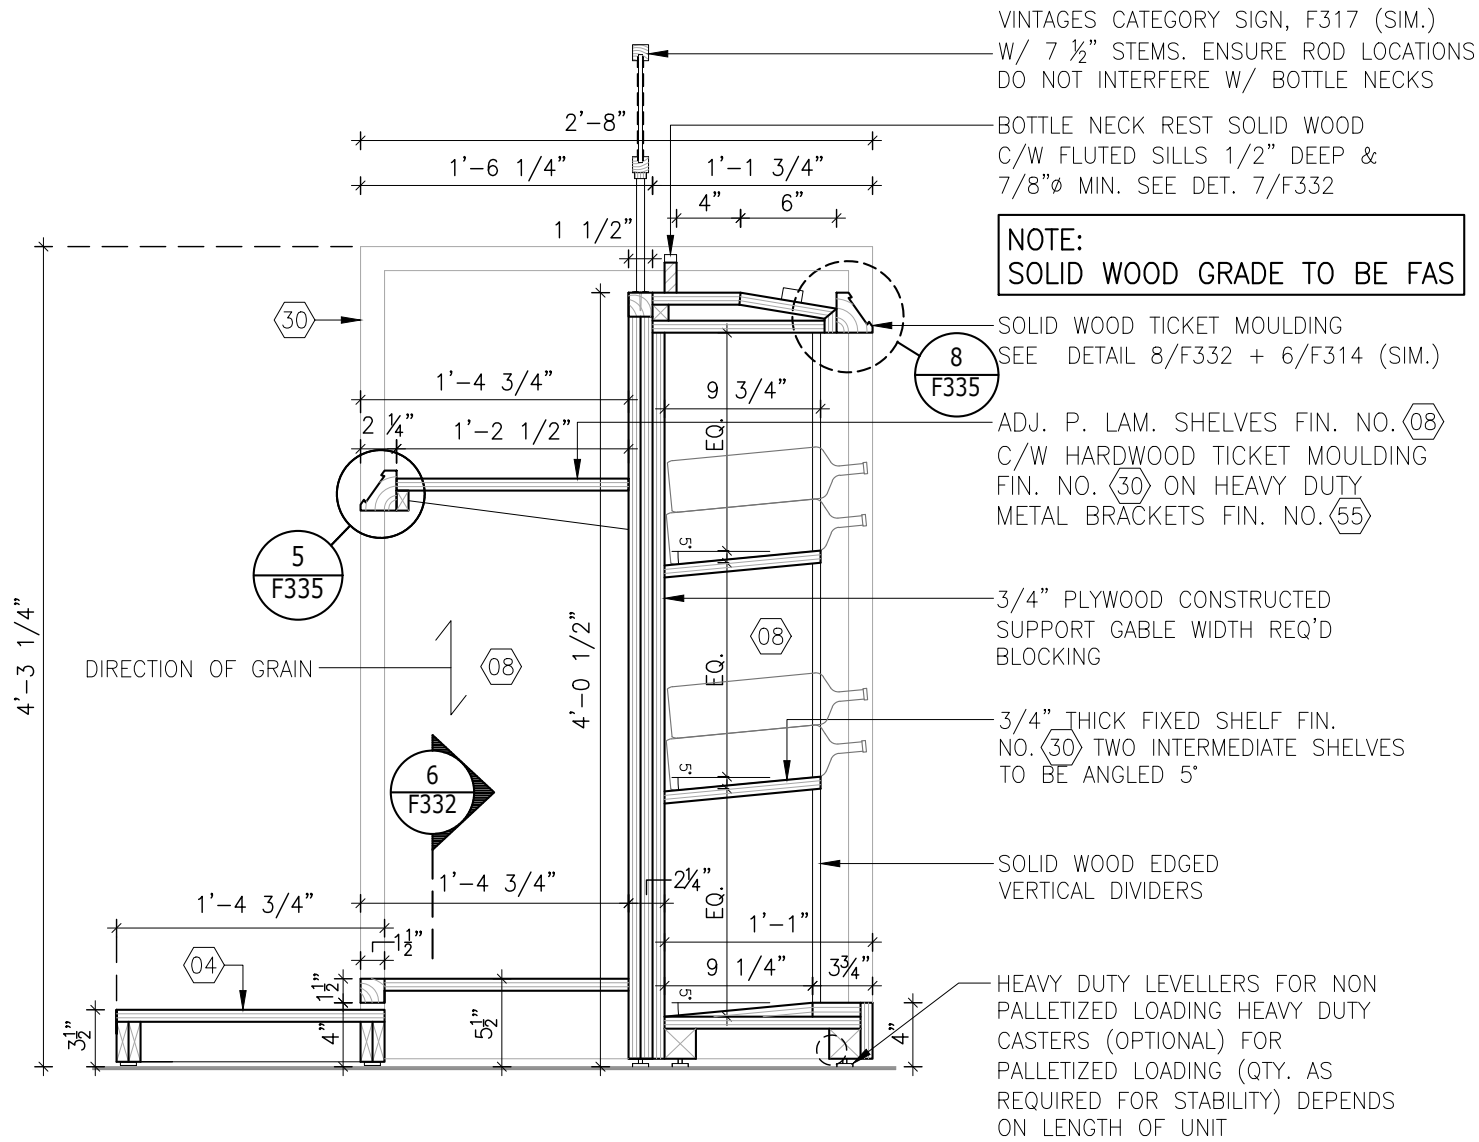 VINTAGES CATEGORY SIGN, F317 (SIM.)
W/ 7 ½" STEMS. ENSURE ROD LOCATIONS
DO NOT INTERFERE W/ BOTTLE NECKS
BOTTLE NECK REST SOLID WOOD
C/W FLUTED SILLS 1/2" DEEP &
7/8"ø MIN. SEE DET. 7/F332
NOTE:
SOLID WOOD GRADE TO BE FAS
SOLID WOOD TICKET MOULDING
SEE DETAIL 8/F332 + 6/F314 (SIM.)
ADJ. P. LAM. SHELVES FIN. NO. 08
C/W HARDWOOD TICKET MOULDING
FIN. NO. 30 ON HEAVY DUTY
METAL BRACKETS FIN. NO. 55
3/4" PLYWOOD CONSTRUCTED
SUPPORT GABLE WIDTH REQ'D
BLOCKING
3/4" THICK FIXED SHELF FIN.
NO. 30 TWO INTERMEDIATE SHELVES
TO BE ANGLED 5°
SOLID WOOD EDGED
VERTICAL DIVIDERS
HEAVY DUTY LEVELLERS FOR NON
PALLETIZED LOADING HEAVY DUTY
CASTERS (OPTIONAL) FOR
PALLETIZED LOADING (QTY. AS
REQUIRED FOR STABILITY) DEPENDS
ON LENGTH OF UNIT
2'-8"
1'-6 1/4"
1'-1 3/4"
4"
6"
1 1/2"
30
8
F335
1'-4 3/4"
9 3/4"
2 ¼"
1'-2 1/2"
EQ.
5
F335
5°
4'-3 1/4"
4'-0 1/2"
DIRECTION OF GRAIN
08
08
EQ.
6
F332
5°
1'-4 3/4"
2¼"
EQ.
1'-4 3/4"
1'-1"
1½"
04
9 1/4"
3¾"
1½"
5°
3½"
4"
5½"
4"